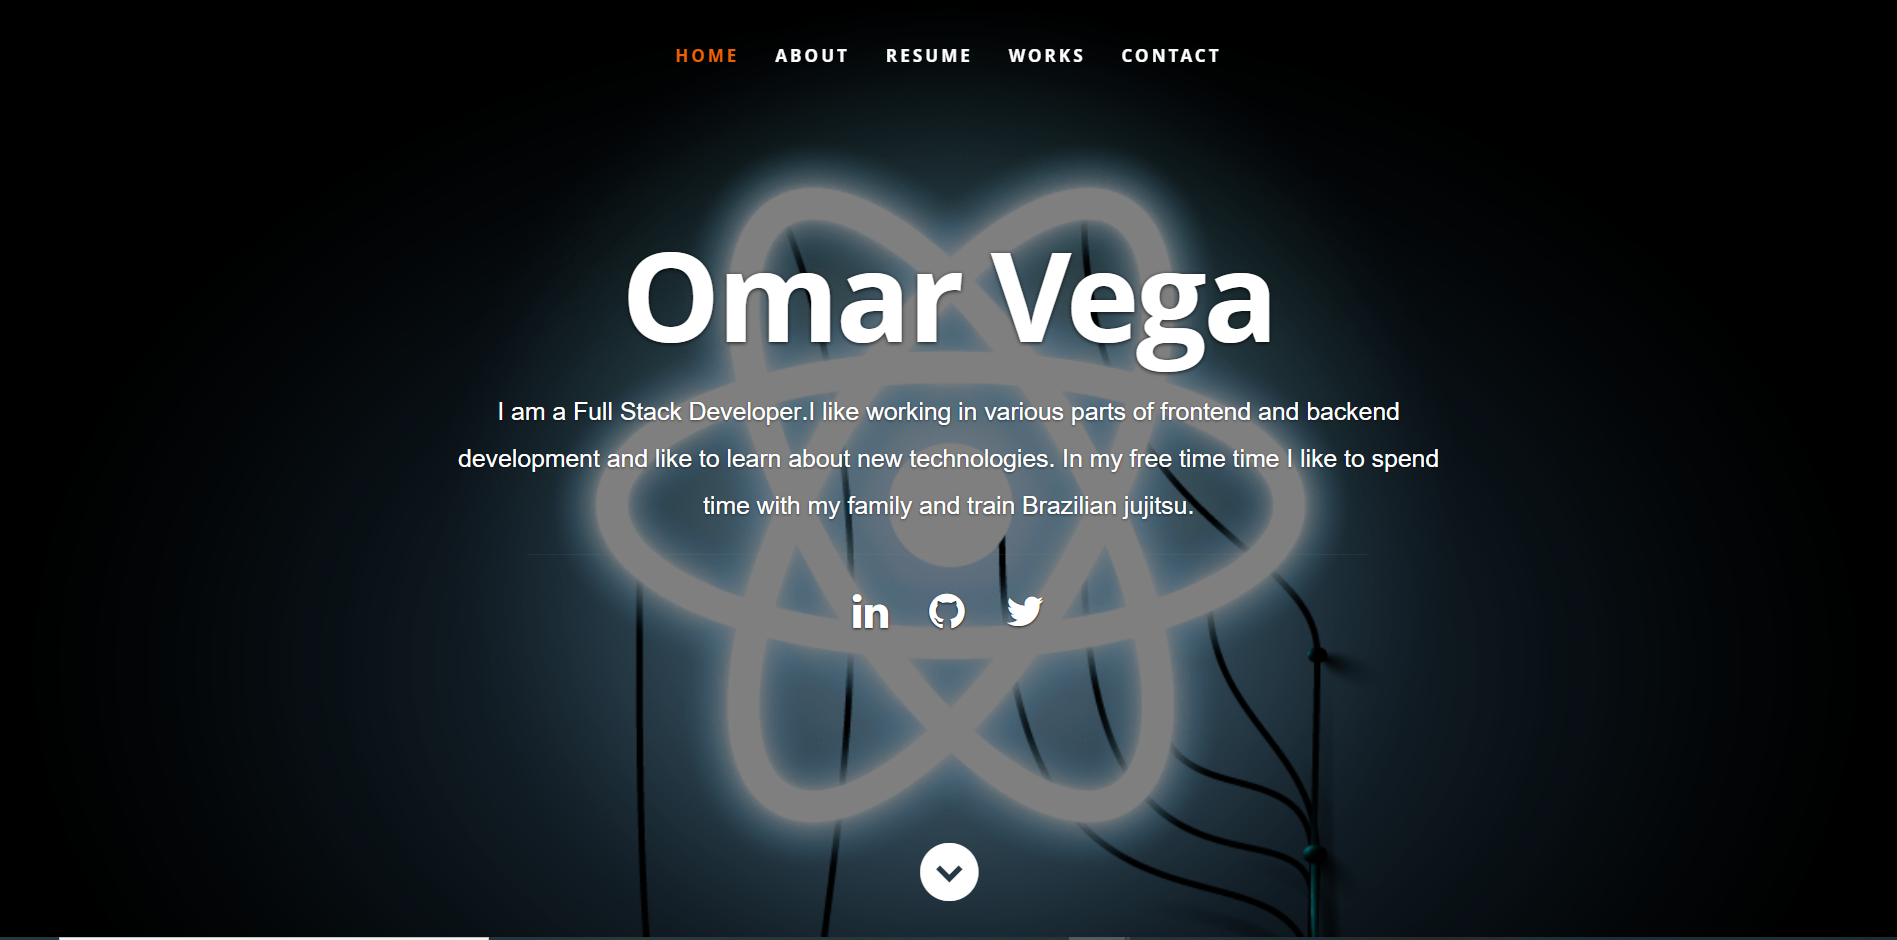 HOME ABOUT RESUME WORKS CONTACT
Omar Vega
I am a Full Stack Developer.I like working in various parts of frontend and backend
development and like to learn about new technologies. In my free time time I like to spend
time with my family and train Brazilian jujitsu.